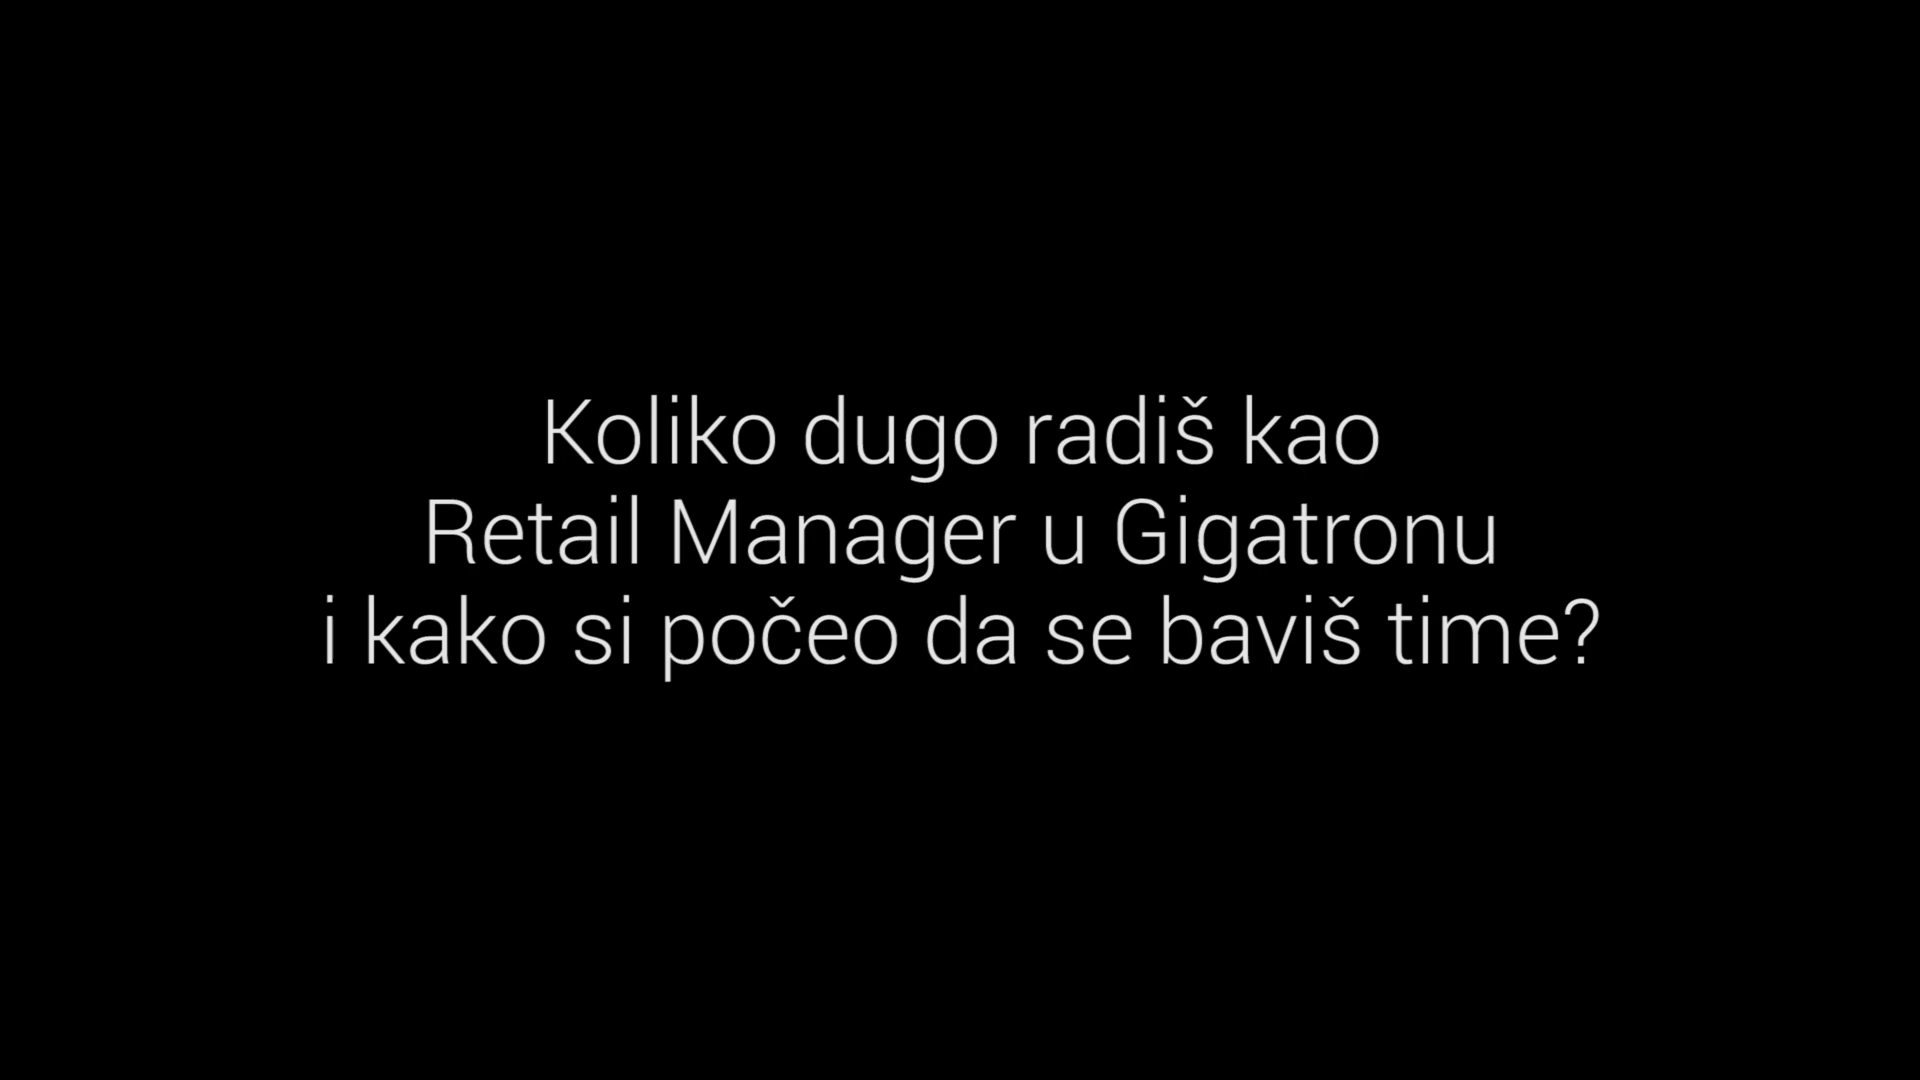 Koliko dugo radiš kao
Retail Manager u Gigatronu
i kako si počeo da se baviš time?